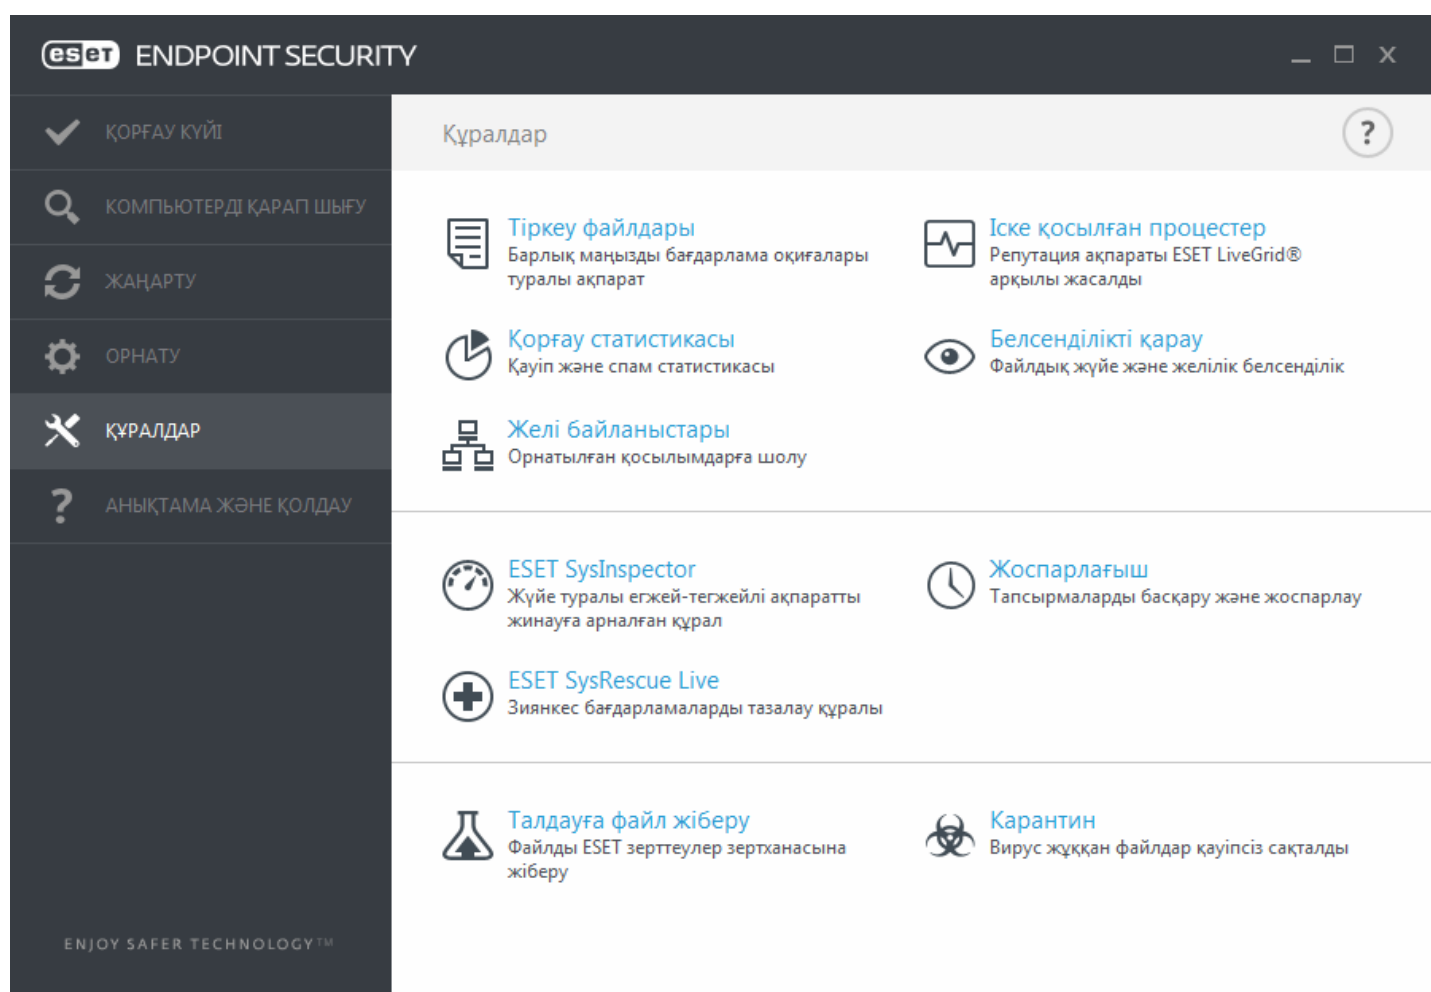 eset ENDPOINT SECURITY
ҚОРҒАУ КҮЙІ
КОМПЬЮТЕРДІ ҚАРАП ШЫҒУ
ЖАҢАРТУ
ОРНАТУ
ҚҰРАЛДАР
АНЫҚТАМА ЖӘНЕ ҚОЛДАУ
ENJOY SAFER TECHNOLOGY™
Құралдар
?
Тіркеу файлдары
Барлық маңызды бағдарлама оқиғалары
туралы ақпарат
Іске қосылған процестер
Репутация ақпараты ESET LiveGrid®
арқылы жасалды
Қорғау статистикасы
Қауіп және спам статистикасы
Белсенділікті қарау
Файлдық жүйе және желілік белсенділік
Желі байланыстары
Орнатылған қосылымдарға шолу
ESET SysInspector
Жүйе туралы егжей-тегжейлі ақпаратты
жинауға арналған құрал
Жоспарлағыш
Тапсырмаларды басқару және жоспарлау
ESET SysRescue Live
Зиянкес бағдарламаларды тазалау құралы
Талдауға файл жіберу
Файлды ESET зерттеулер зертханасына
жіберу
Карантин
Вирус жұққан файлдар қауіпсіз сақталды